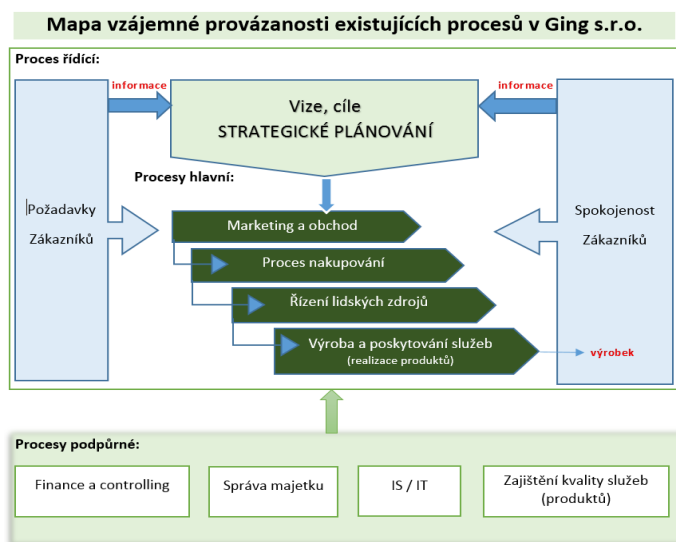 Mapa vzájemné provázanosti existujících procesů v Ging s.r.o.
Proces řídící:
informace
informace
Vize, cíle
STRATEGICKÉ PLÁNOVÁNÍ
Procesy hlavní:
Požadavky
Zákazníků
Spokojenost
Zákazníků
Marketing a obchod
Proces nakupování
Řízení lidských zdrojů
Výroba a poskytování služeb
(realizace produktů)
výrobek
Procesy podpůrné:
Finance a controlling
Správa majetku
IS / IT
Zajištění kvality služeb
(produktů)